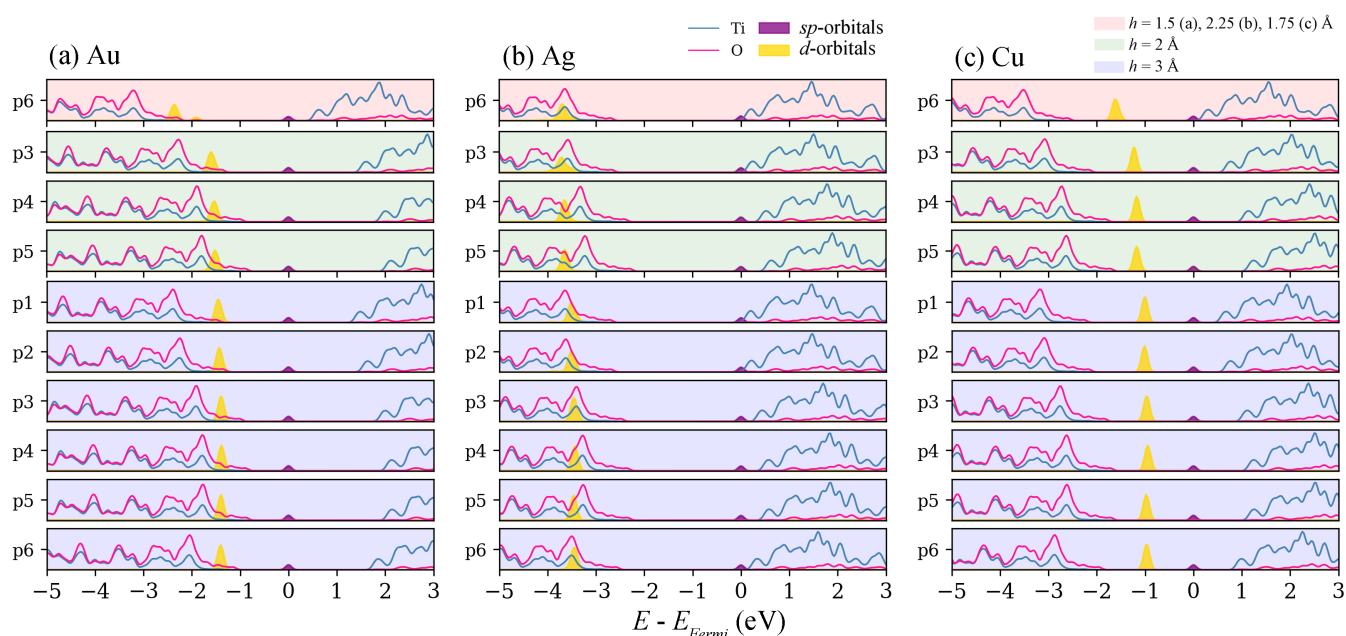 Ti
sp-orbitals
O
d-orbitals
h = 1.5 (a), 2.25 (b), 1.75 (c) Å
h = 2 Å
h = 3 Å
(a) Au
(b) Ag
(c) Cu
p6 p6 p6
p3 p3 p3
p4 p4 p4
p5 p5 p5
p1 p1 p1
p2 p2 p2
p3 p3 p3
p4 p4 p4
p5 p5 p5
p6 p6 p6
−5 −4 −3 −2 −1 0 1 2 3
−5 −4 −3 −2 −1 0 1 2 3
−5 −4 −3 −2 −1 0 1 2 3
E - E_Fermi (eV)